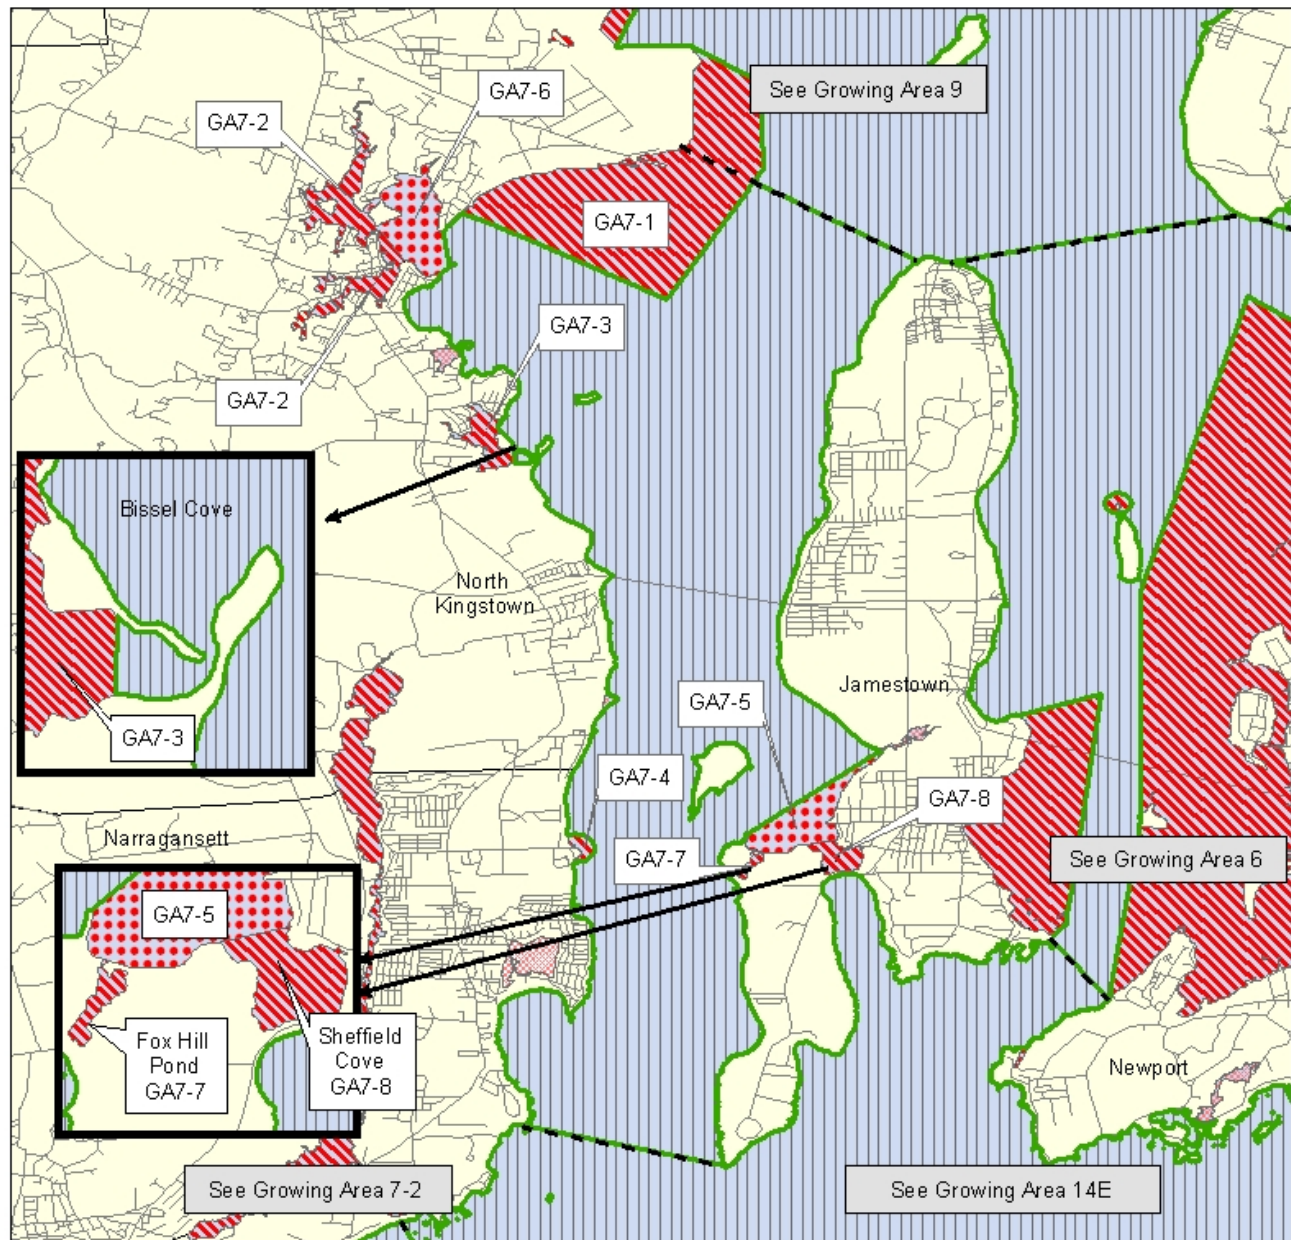 See Growing Area 9
GA7-6
GA7-2
GA7-1
GA7-3
GA7-2
Bissel Cove
North
Kingstown
GA7-3
Jamestown
GA7-5
GA7-4
GA7-8
Narragansett
GA7-7
See Growing Area 6
GA7-5
Fox Hill
Pond
GA7-7
Sheffield
Cove
GA7-8
Newport
See Growing Area 7-2
See Growing Area 14E